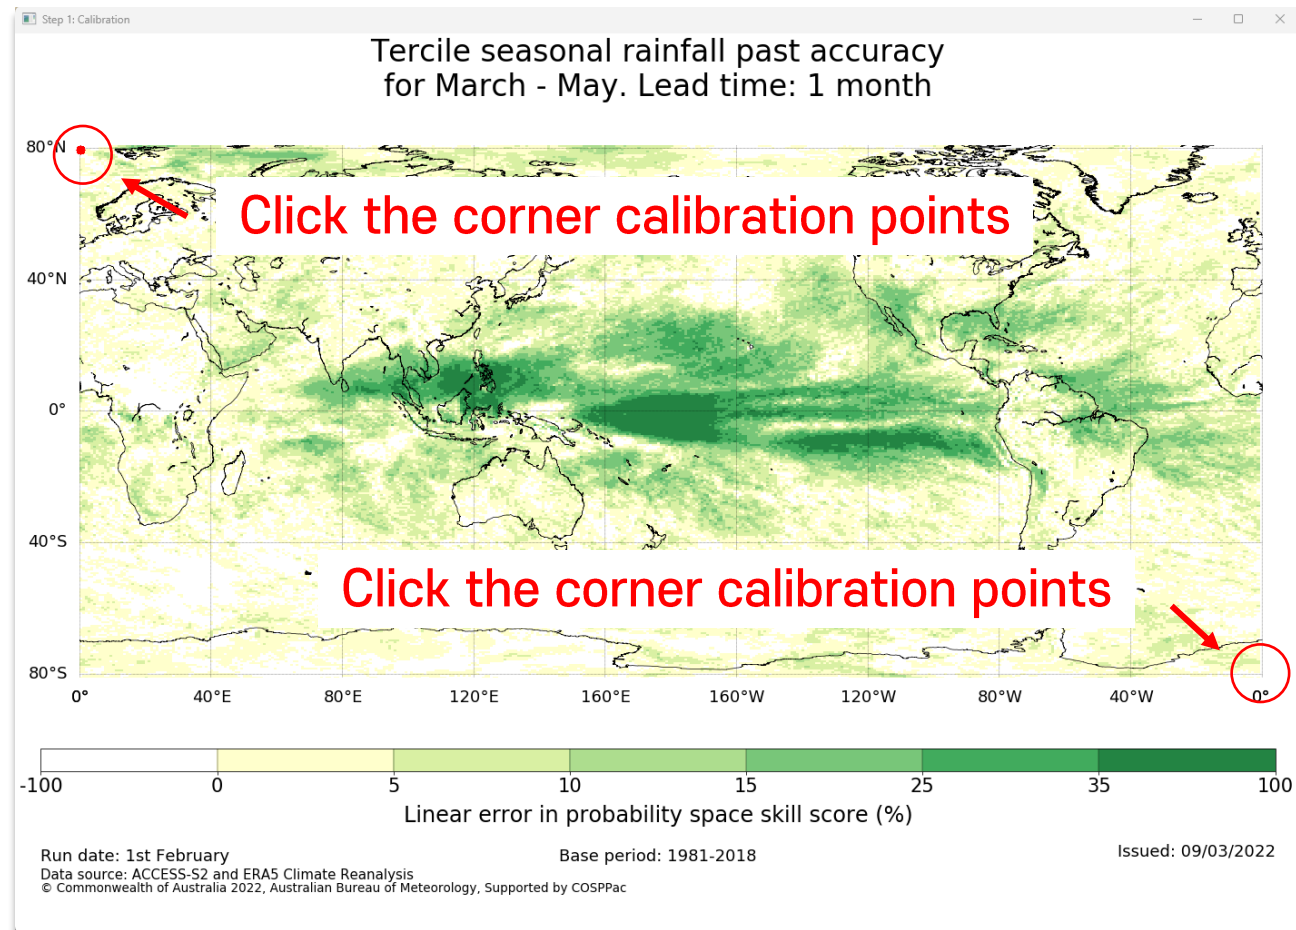 Step 1: Calibration
Tercile seasonal rainfall past accuracy
for March - May. Lead time: 1 month
80°N
Click the corner calibration points
40°N
0°
40°S
Click the corner calibration points
80°S
0° 40°E 80°E 120°E 160°E 160°W 120°W 80°W 40°W 0°
-100 0 5 10 15 25 35 100
Linear error in probability space skill score (%)
Run date: 1st February Base period: 1981-2018 Issued: 09/03/2022
Data source: ACCESS-S2 and ERA5 Climate Reanalysis
© Commonwealth of Australia 2022, Australian Bureau of Meteorology, Supported by COSPPac